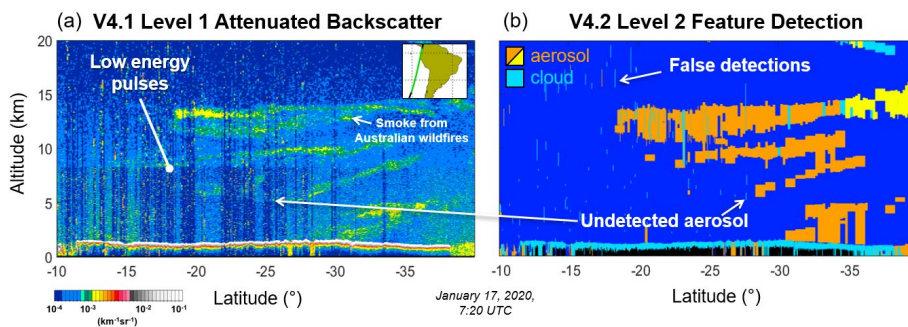 (a) V4.1 Level 1 Attenuated Backscatter
Low energy
pulses
Smoke from
Australian wildfires
Altitude (km)
20
15
10
5
0
-10
-15
-20
-25
-30
-35
Latitude (°)
10⁻⁴
10⁻³
10⁻²
10⁻¹
(km⁻¹sr⁻¹)
January 17, 2020,
7:20 UTC
(b) V4.2 Level 2 Feature Detection
aerosol
cloud
False detections
Undetected aerosol
-10
-15
-20
-25
-30
-35
Latitude (°)